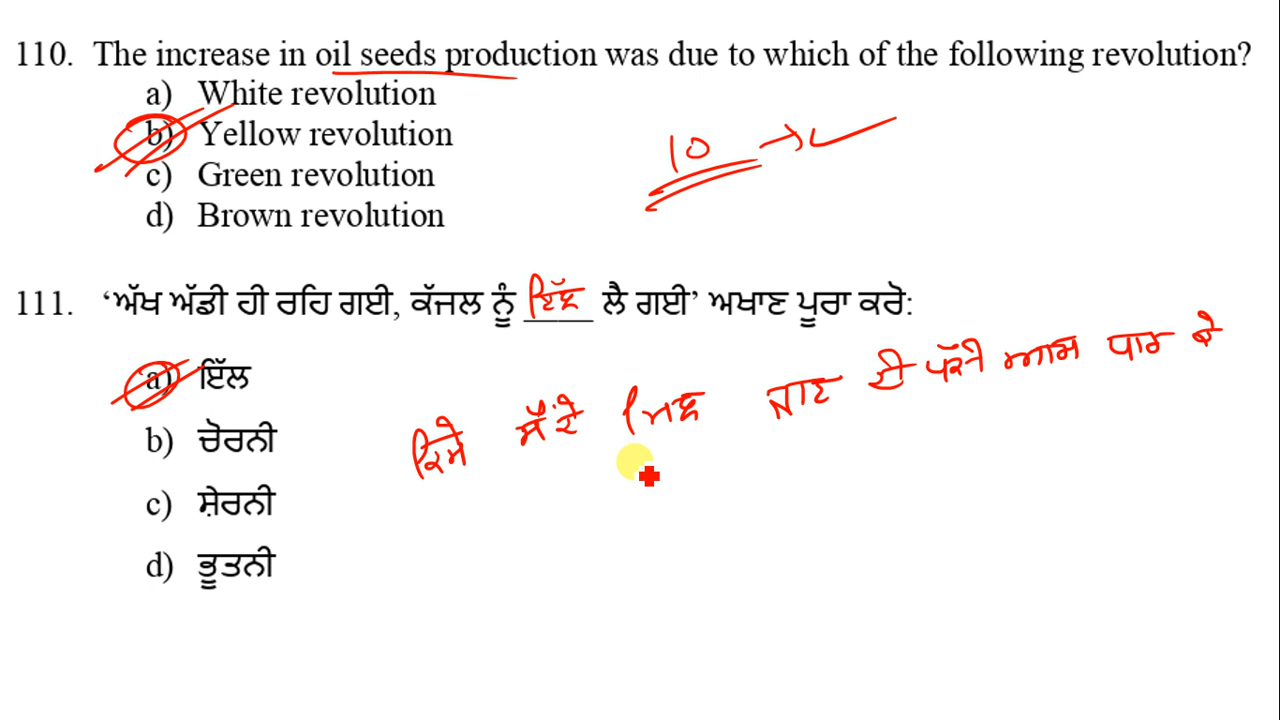 110. The increase in oil seeds production was due to which of the following revolution?
a) White revolution
b) Yellow revolution
10 →
c) Green revolution
d) Brown revolution
111. ‘ਅੱਖ ਅੱਡੀ ਹੀ ਰਹਿ ਗਈ, ਕੱਜਲ ਨੂੰ ਇੱਲ ਲੈ ਗਈ’ ਅਖਾਣ ਪੂਰਾ ਕਰੋ:
a) ਇੱਲ
ਕਿਸੇ ਸੌਦੇ ਮਿਲ ਜਾਣ ਦੀ ਪੱਕੀ ਆਸ ਧਾਰ ਕੇ
b) ਚੋਰਨੀ
c) ਸ਼ੇਰਨੀ
d) ਭੂਤਨੀ